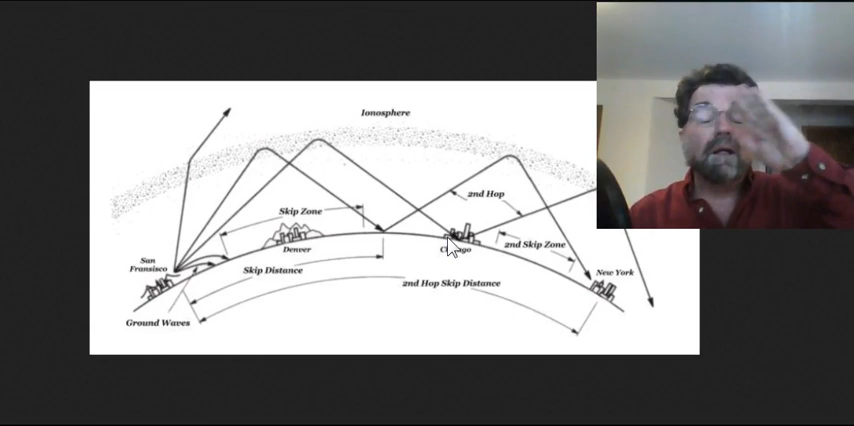 Ionosphere
2nd Hop
Skip Zone
2nd Skip Zone
Denver
San
Fransisco
Skip Distance
New York
2nd Hop Skip Distance
Ground Waves